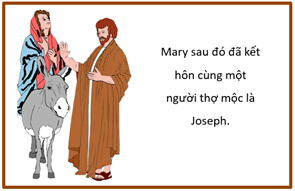 Mary sau đó đã kết
hôn cùng một
người thợ mộc là
Joseph.